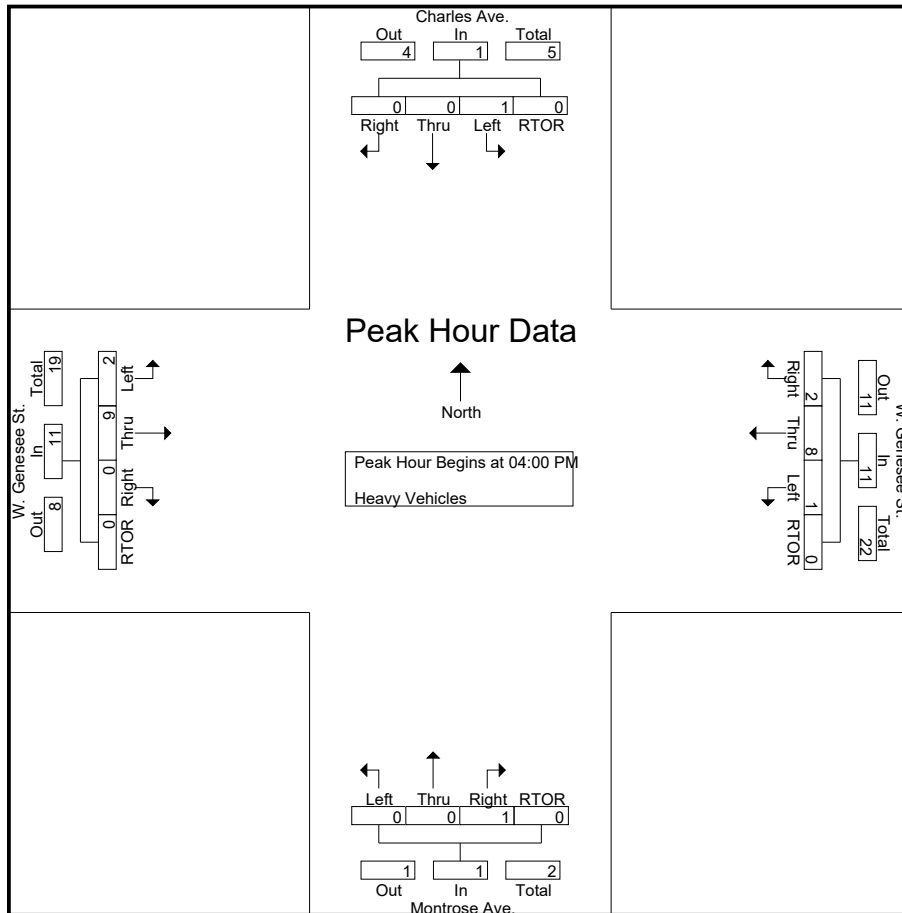 Charles Ave.
Out In Total
4 1 5
0 0 1 0
Right Thru Left RTOR
Peak Hour Data
North
Peak Hour Begins at 04:00 PM
Heavy Vehicles
W. Genesee St.
Out In Total
8 11 19
RTOR Right Thru Left
0 0 9 2
W. Genesee St.
Out In Total
11 11 22
Right Thru Left RTOR
2 8 1 0
Left Thru Right RTOR
0 0 1 0
1 1 2
Out In Total
Montrose Ave.